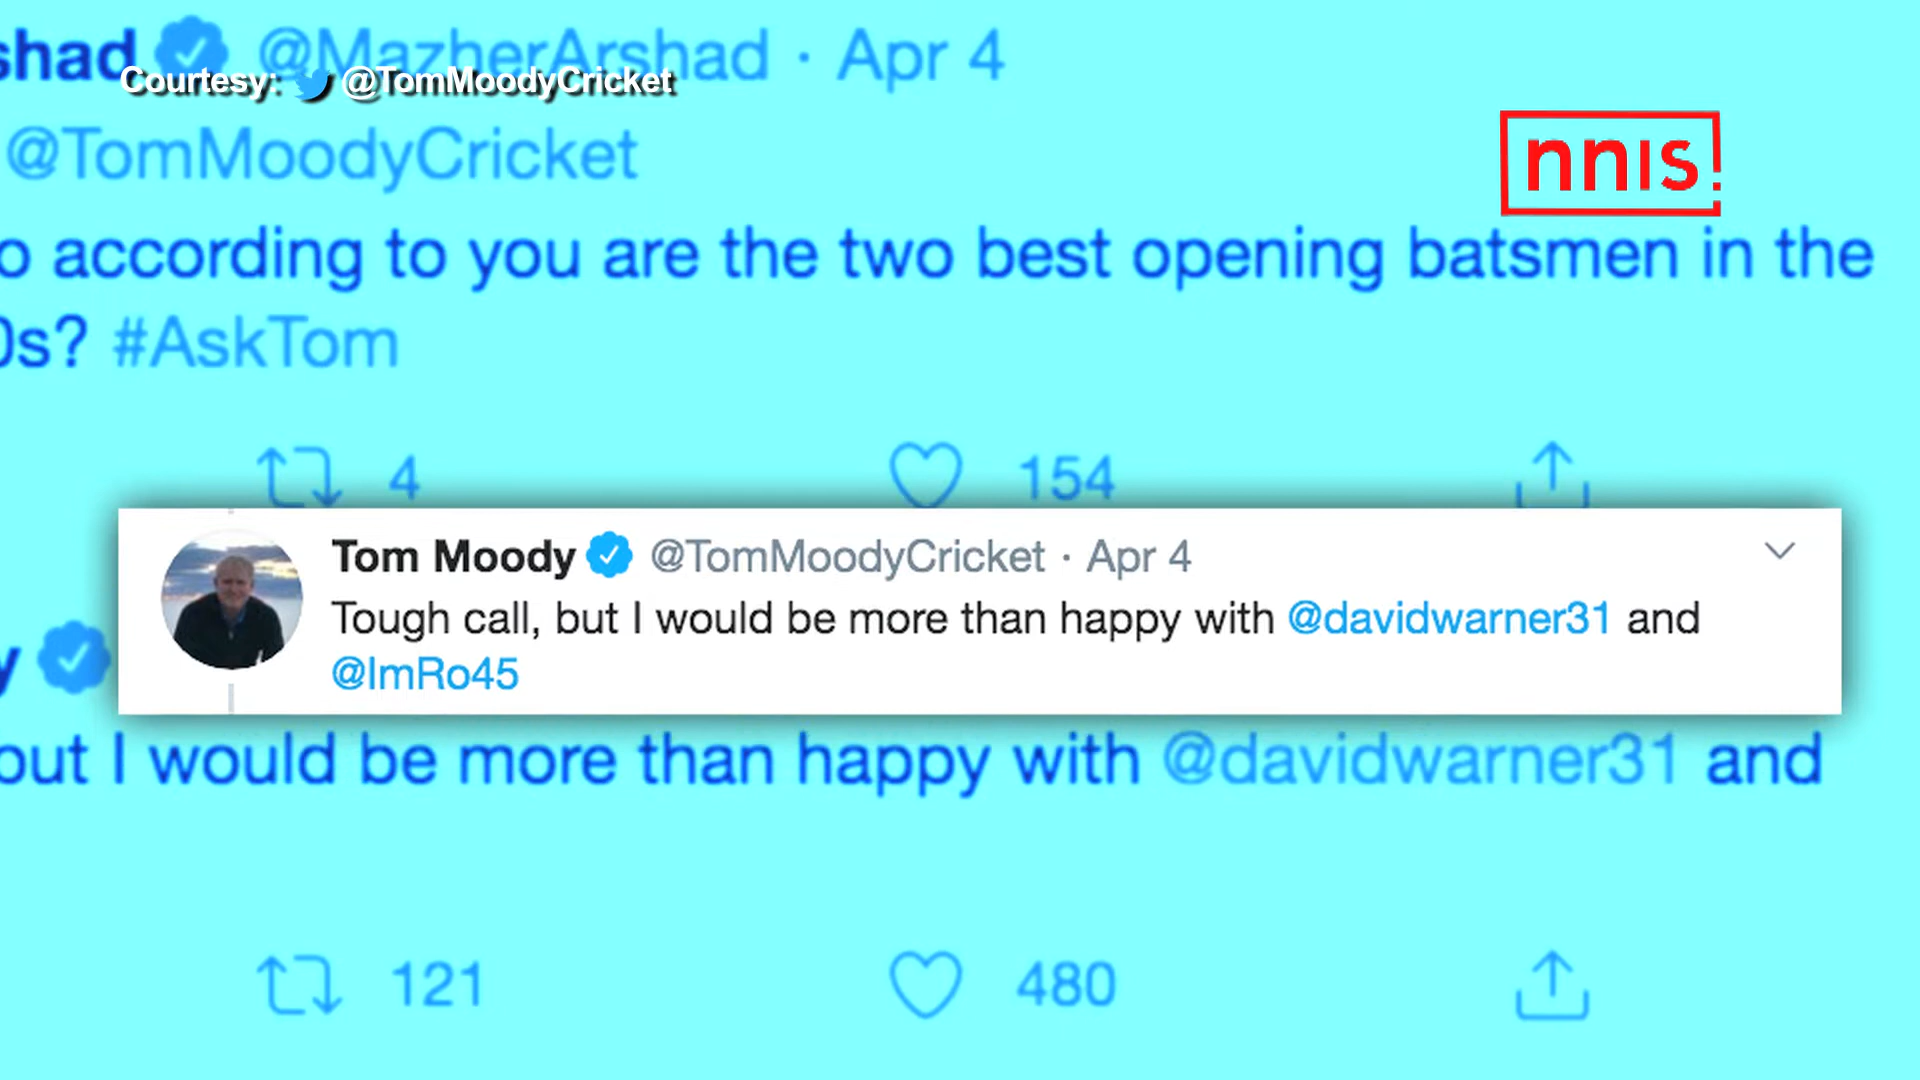 shad @MazherArshad · Apr 4
Courtesy: @TomMoodyCricket
@TomMoodyCricket
nnis
o according to you are the two best opening batsmen in the
0s? #AskTom
4 154
Tom Moody @TomMoodyCricket · Apr 4
Tough call, but I would be more than happy with @davidwarner31 and
@ImRo45
y
but I would be more than happy with @davidwarner31 and
121 480